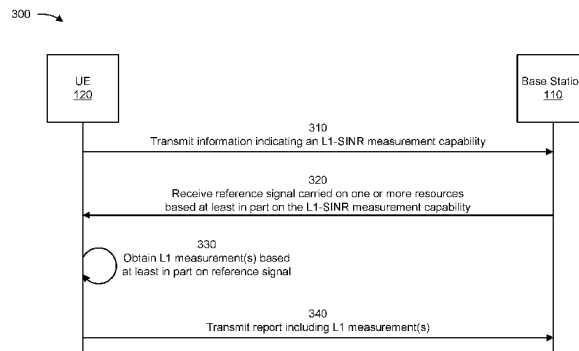 300
UE
120
Base Station
110
310
Transmit information indicating an L1-SINR measurement capability
320
Receive reference signal carried on one or more resources
based at least in part on the L1-SINR measurement capability
330
Obtain L1 measurement(s) based
at least in part on reference signal
340
Transmit report including L1 measurement(s)